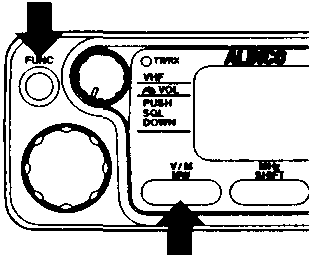 FUNC
TX/RX
ALINCO
VHF
VOL
PUSH
SQL
DOWN
V / M
MW
MHz
SHIFT